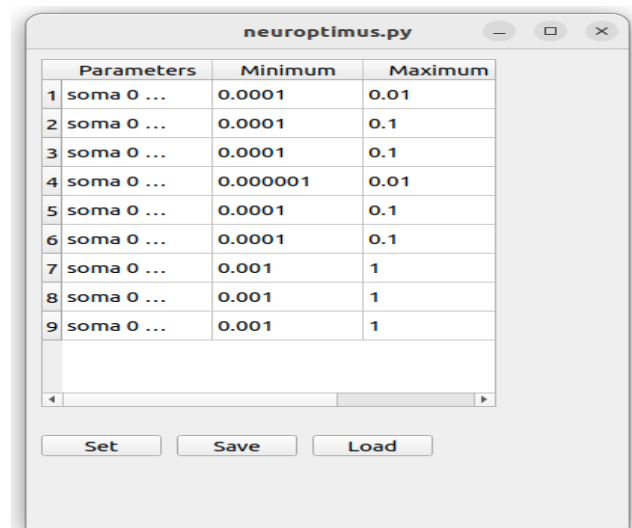 neuroptimus.py
Parameters Minimum Maximum
1 soma 0 ... 0.0001 0.01
2 soma 0 ... 0.0001 0.1
3 soma 0 ... 0.0001 0.1
4 soma 0 ... 0.000001 0.01
5 soma 0 ... 0.0001 0.1
6 soma 0 ... 0.0001 0.1
7 soma 0 ... 0.001 1
8 soma 0 ... 0.001 1
9 soma 0 ... 0.001 1
Set Save Load